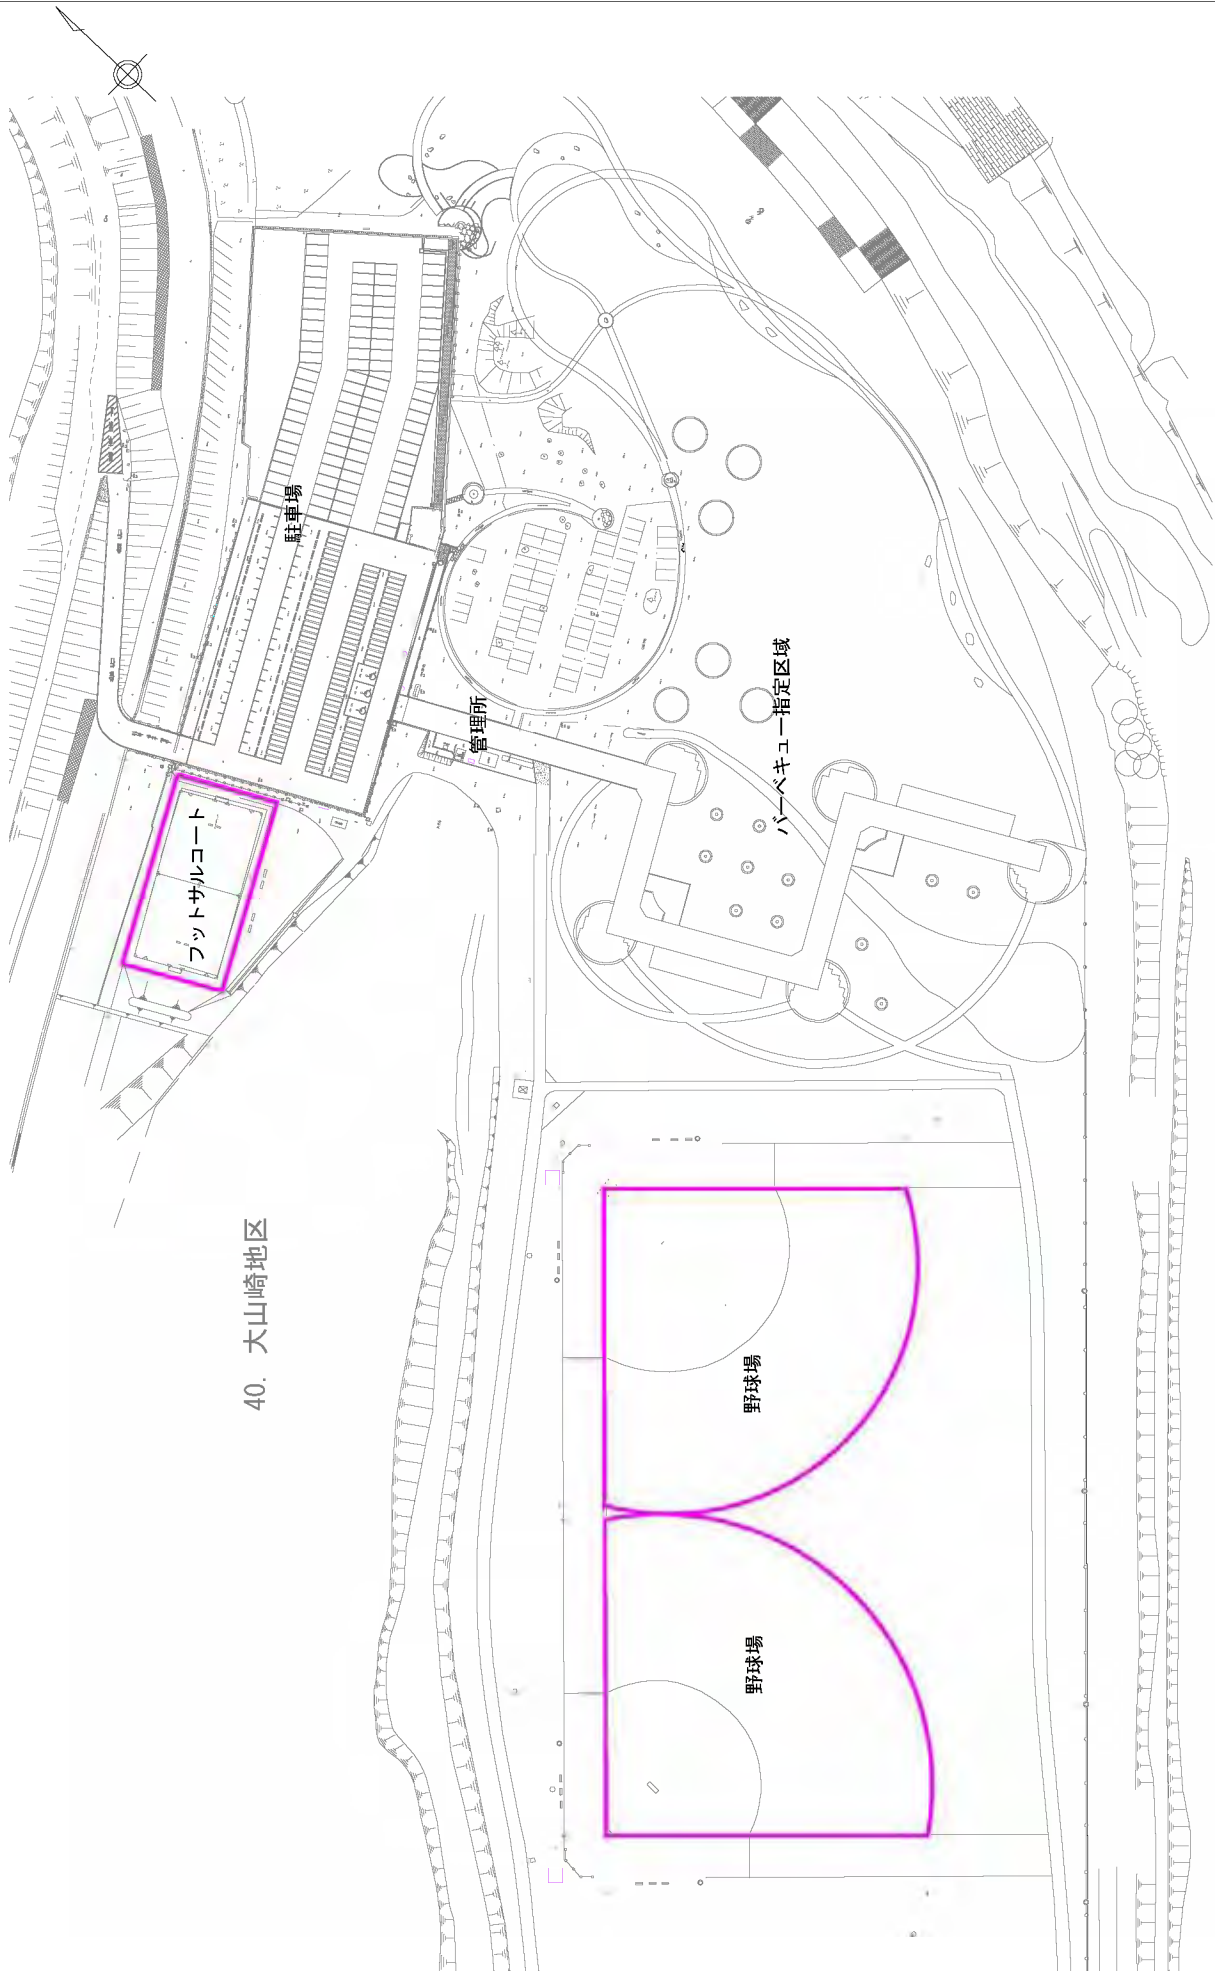 40. 大山崎地区
フットサルコート
駐車場
管理所
バーベキュー指定区域
野球場
野球場